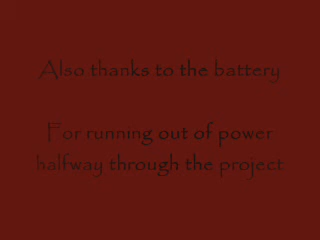 Also thanks to the battery
For running out of power
halfway through the project